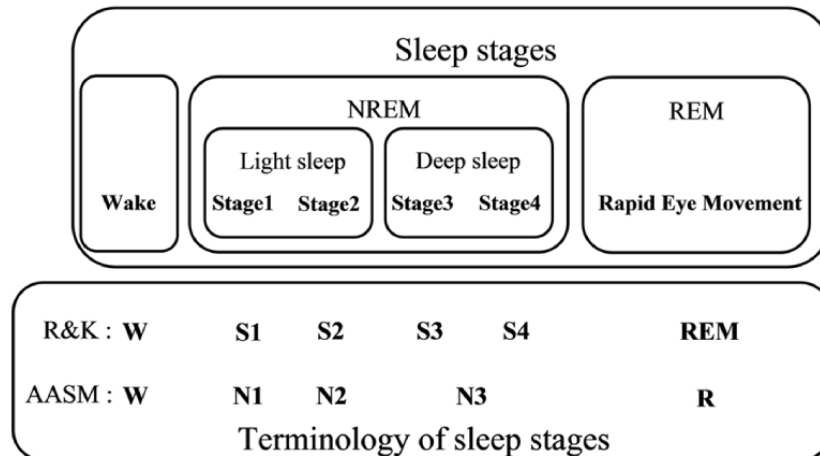 Sleep stages
NREM
REM
Light sleep
Deep sleep
Wake
Stage1 Stage2
Stage3 Stage4
Rapid Eye Movement
R&K : W S1 S2 S3 S4 REM
AASM : W N1 N2 N3 R
Terminology of sleep stages